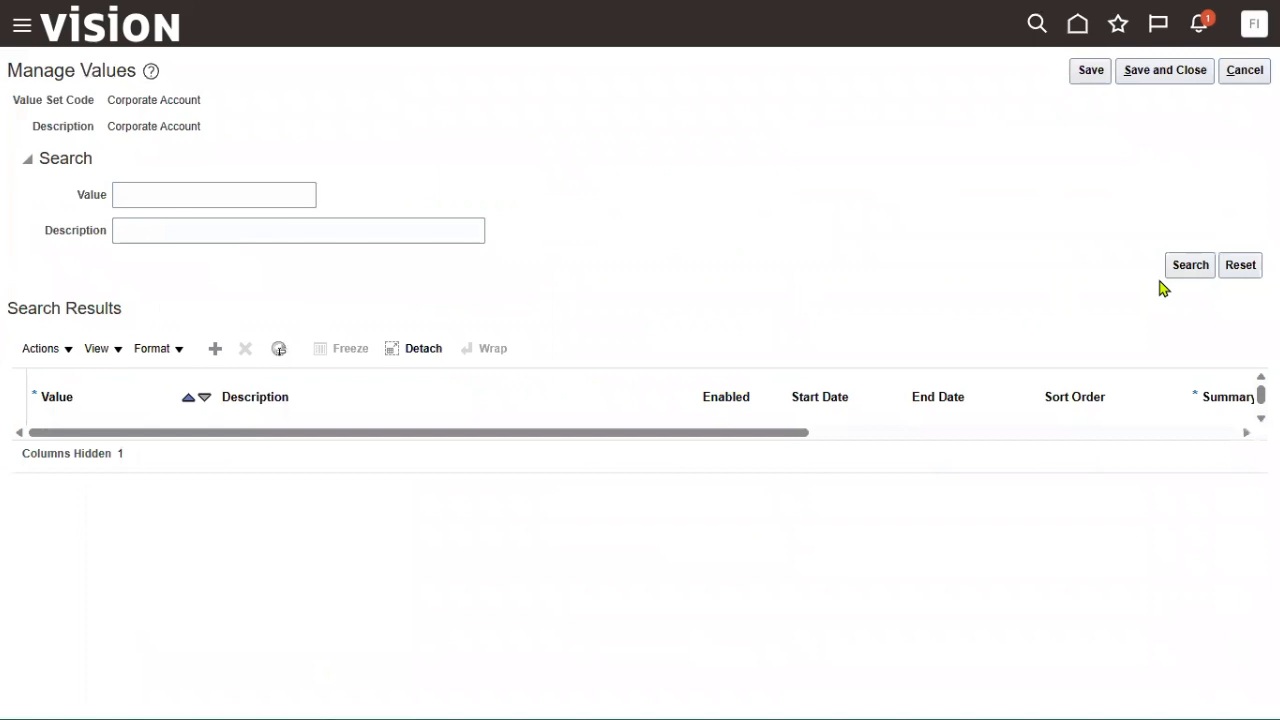 vision
1
FI
Manage Values ?
Save
Save and Close
Cancel
Value Set Code Corporate Account
Description Corporate Account
Search
Value
Description
Search
Reset
Search Results
Actions
View
Format
Freeze
Detach
Wrap
* Value
Description
Enabled
Start Date
End Date
Sort Order
* Summary
Columns Hidden 1